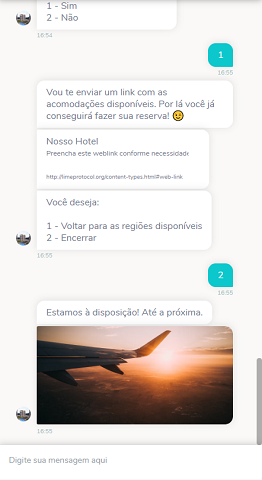 1 - Sim
2 - Não
16:54
1
16:55
Vou te enviar um link com as
acomodações disponíveis. Por lá você já
conseguirá fazer sua reserva! 😉
Nosso Hotel
Preencha este weblink conforme necessidade
http://limeprotocol.org/content-types.html#web-link
Você deseja:
1 - Voltar para as regiões disponíveis
2 - Encerrar
16:55
2
16:55
Estamos à disposição! Até a próxima.
16:55
Digite sua mensagem aqui